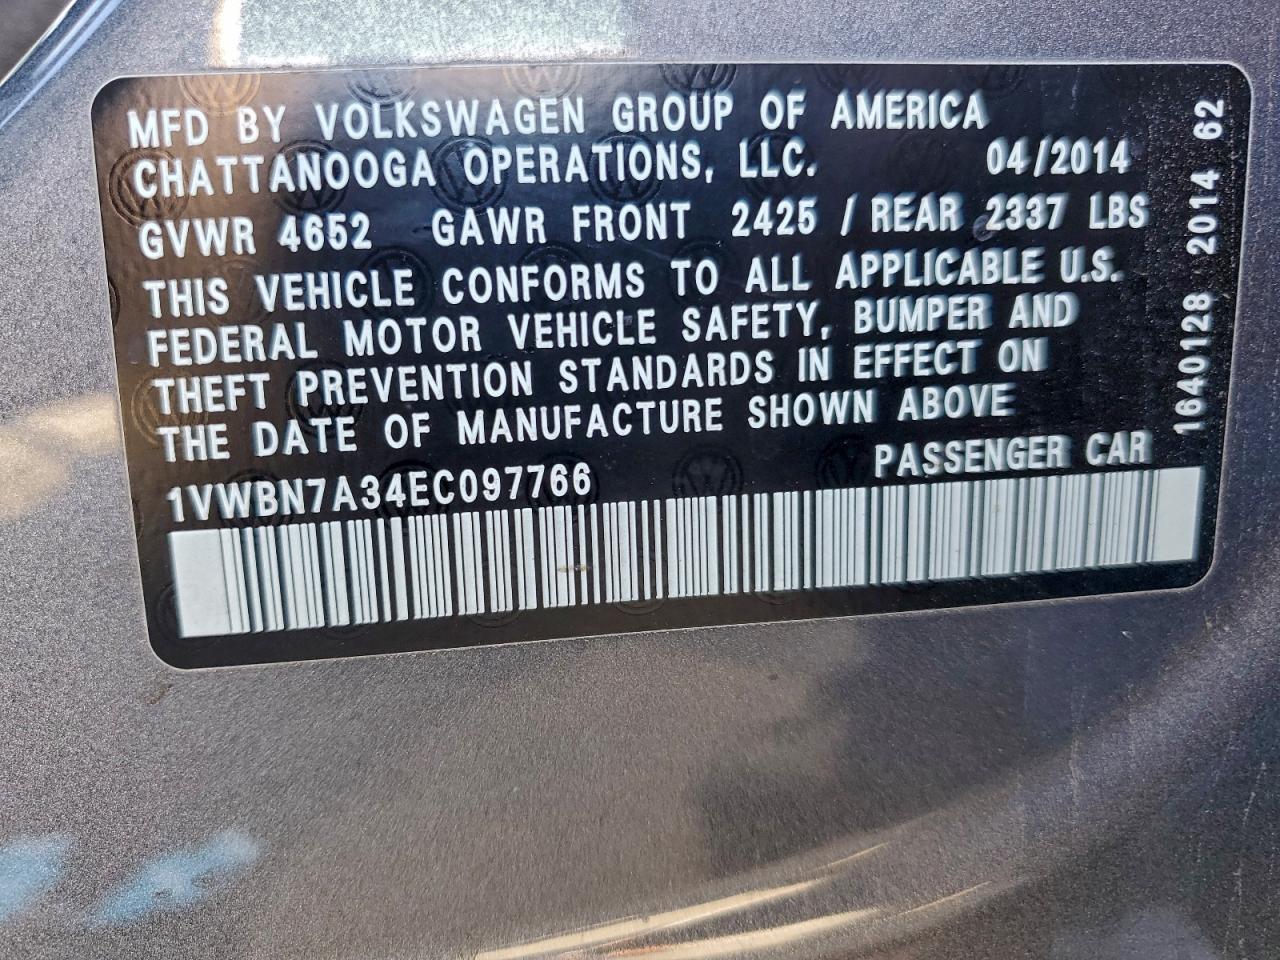 MFD BY VOLKSWAGEN GROUP OF AMERICA
CHATTANOOGA OPERATIONS, LLC. 04/2014
GVWR 4652 GAWR FRONT 2425 / REAR 2337 LBS
THIS VEHICLE CONFORMS TO ALL APPLICABLE U.S.
FEDERAL MOTOR VEHICLE SAFETY, BUMPER AND
THEFT PREVENTION STANDARDS IN EFFECT ON
THE DATE OF MANUFACTURE SHOWN ABOVE
PASSENGER CAR
1VWBN7A34EC097766
1640128 2014 62